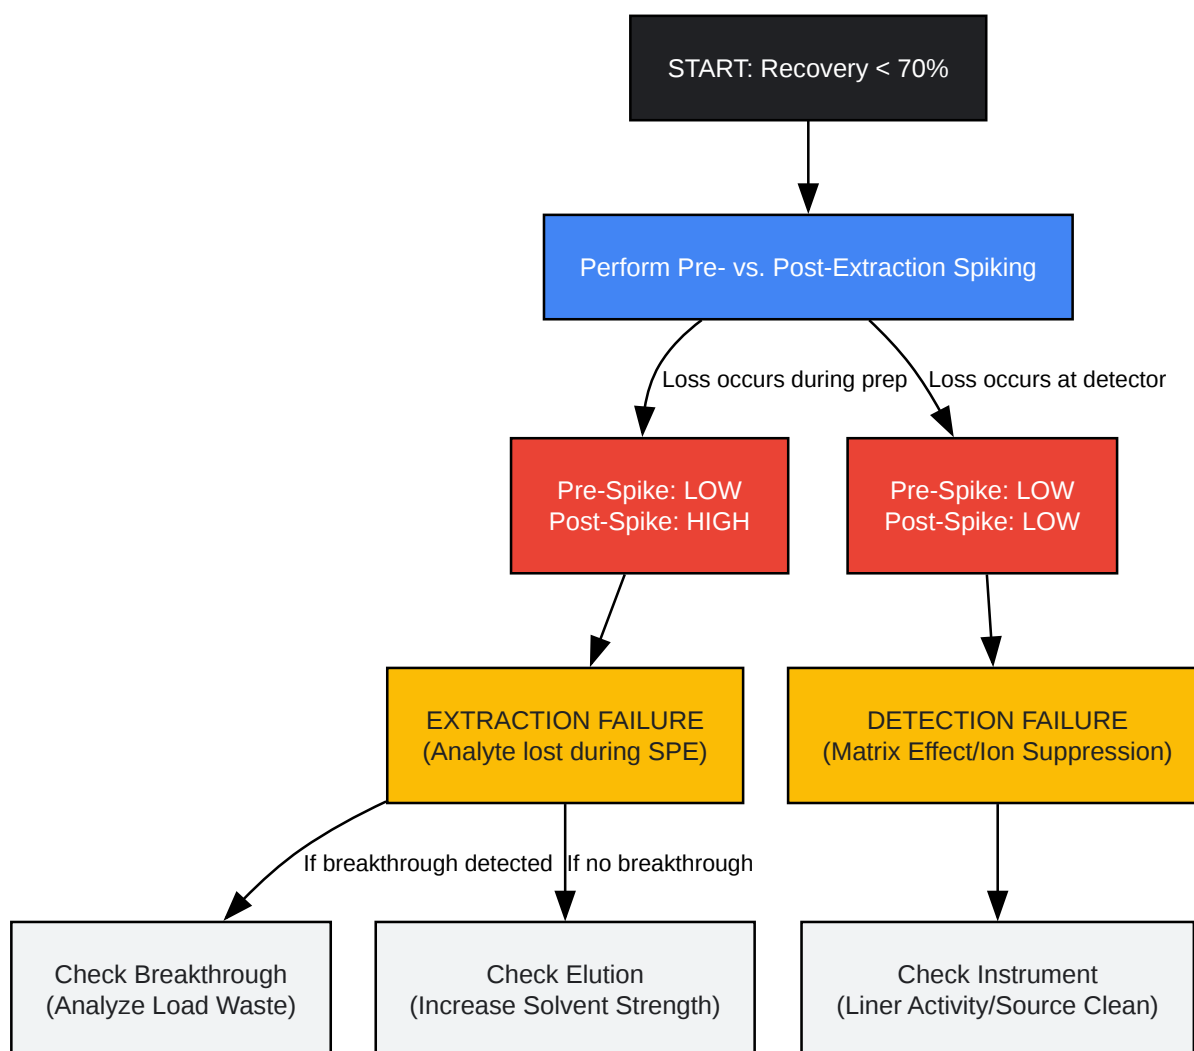 START: Recovery < 70%
Perform Pre- vs. Post-Extraction Spiking
Loss occurs during prep
Loss occurs at detector
Pre-Spike: LOW
Post-Spike: HIGH
Pre-Spike: LOW
Post-Spike: LOW
EXTRACTION FAILURE
(Analyte lost during SPE)
DETECTION FAILURE
(Matrix Effect/Ion Suppression)
If breakthrough detected
If no breakthrough
Check Breakthrough
(Analyze Load Waste)
Check Elution
(Increase Solvent Strength)
Check Instrument
(Liner Activity/Source Clean)